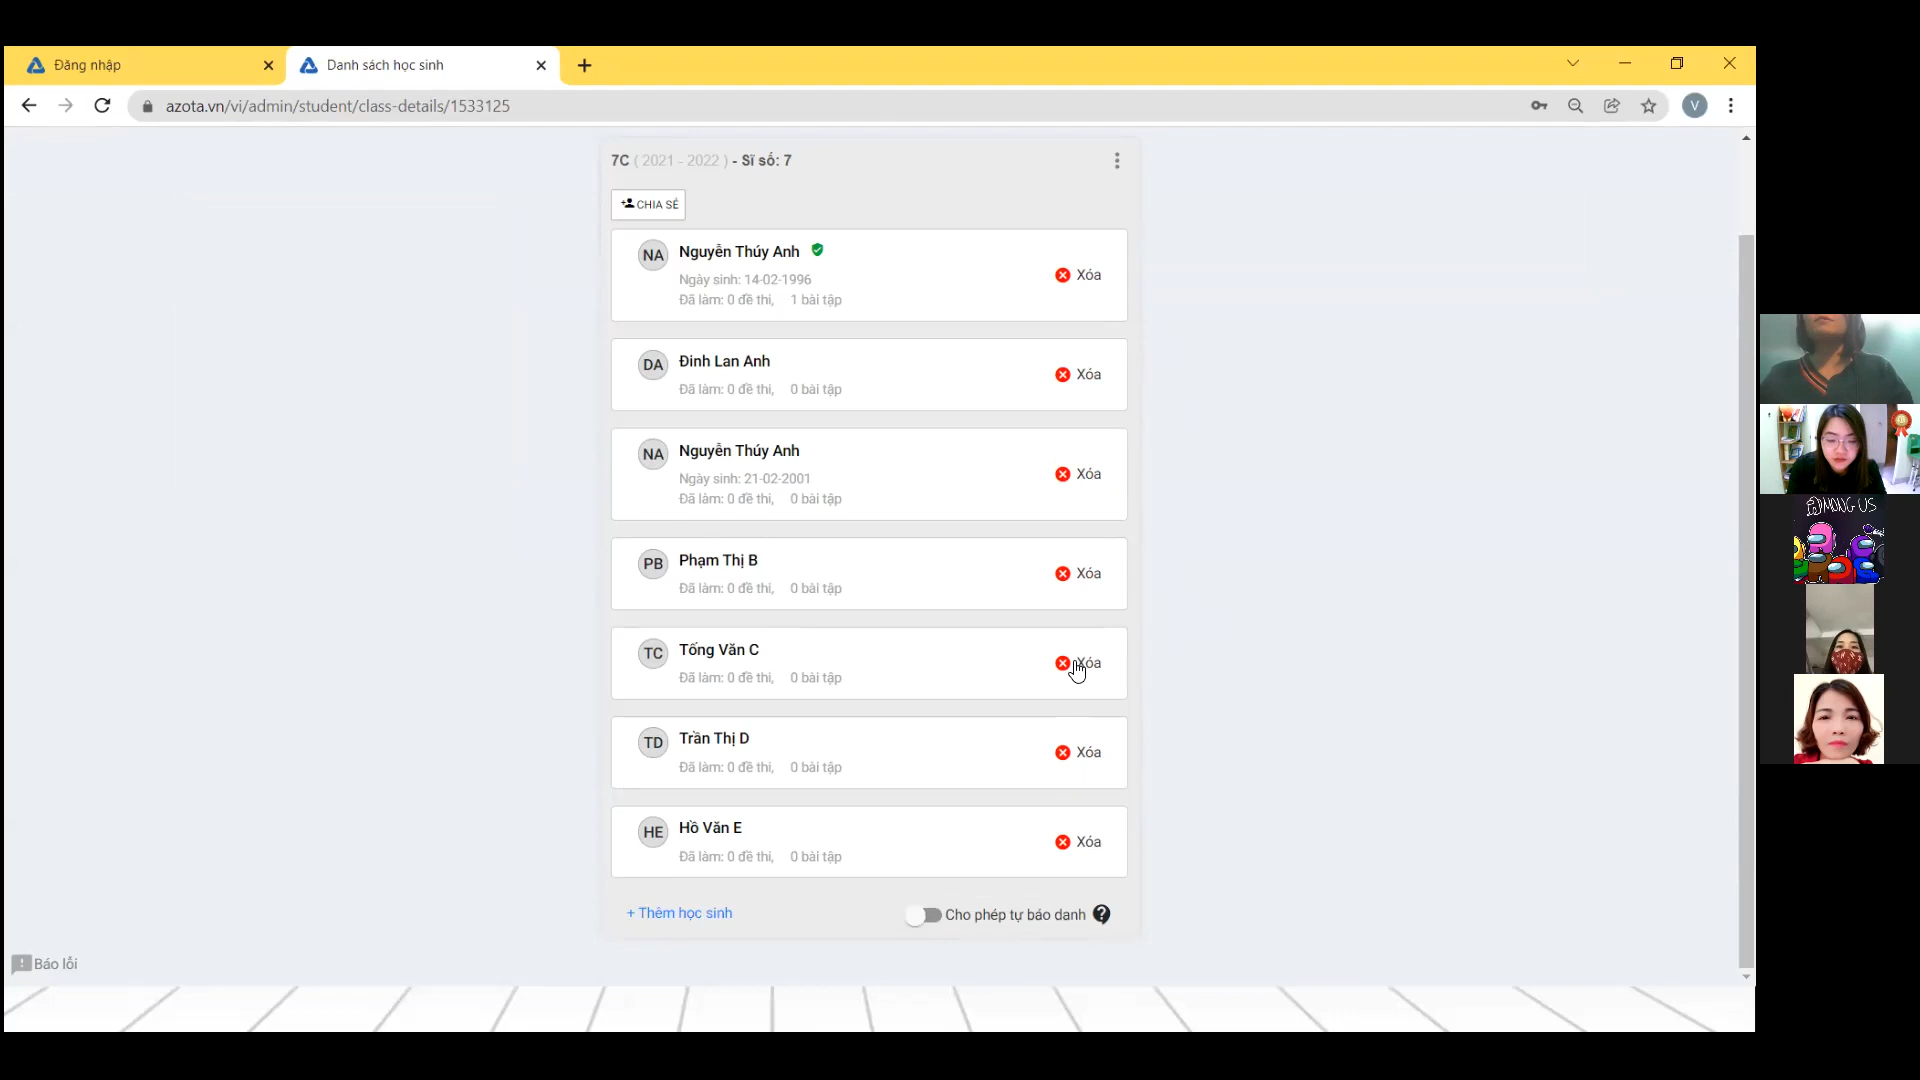 Đăng nhập
Danh sách học sinh
azota.vn/vi/admin/student/class-details/1533125
V
7C ( 2021 - 2022 ) - Sĩ số: 7
CHIA SẺ
NA
Nguyễn Thúy Anh
Ngày sinh: 14-02-1996
Đã làm: 0 đề thi, 1 bài tập
Xóa
DA
Đinh Lan Anh
Đã làm: 0 đề thi, 0 bài tập
Xóa
NA
Nguyễn Thúy Anh
Ngày sinh: 21-02-2001
Đã làm: 0 đề thi, 0 bài tập
Xóa
PB
Phạm Thị B
Đã làm: 0 đề thi, 0 bài tập
Xóa
TC
Tống Văn C
Đã làm: 0 đề thi, 0 bài tập
Xóa
TD
Trần Thị D
Đã làm: 0 đề thi, 0 bài tập
Xóa
HE
Hồ Văn E
Đã làm: 0 đề thi, 0 bài tập
Xóa
+ Thêm học sinh
Cho phép tự báo danh
Báo lỗi
AMONG US